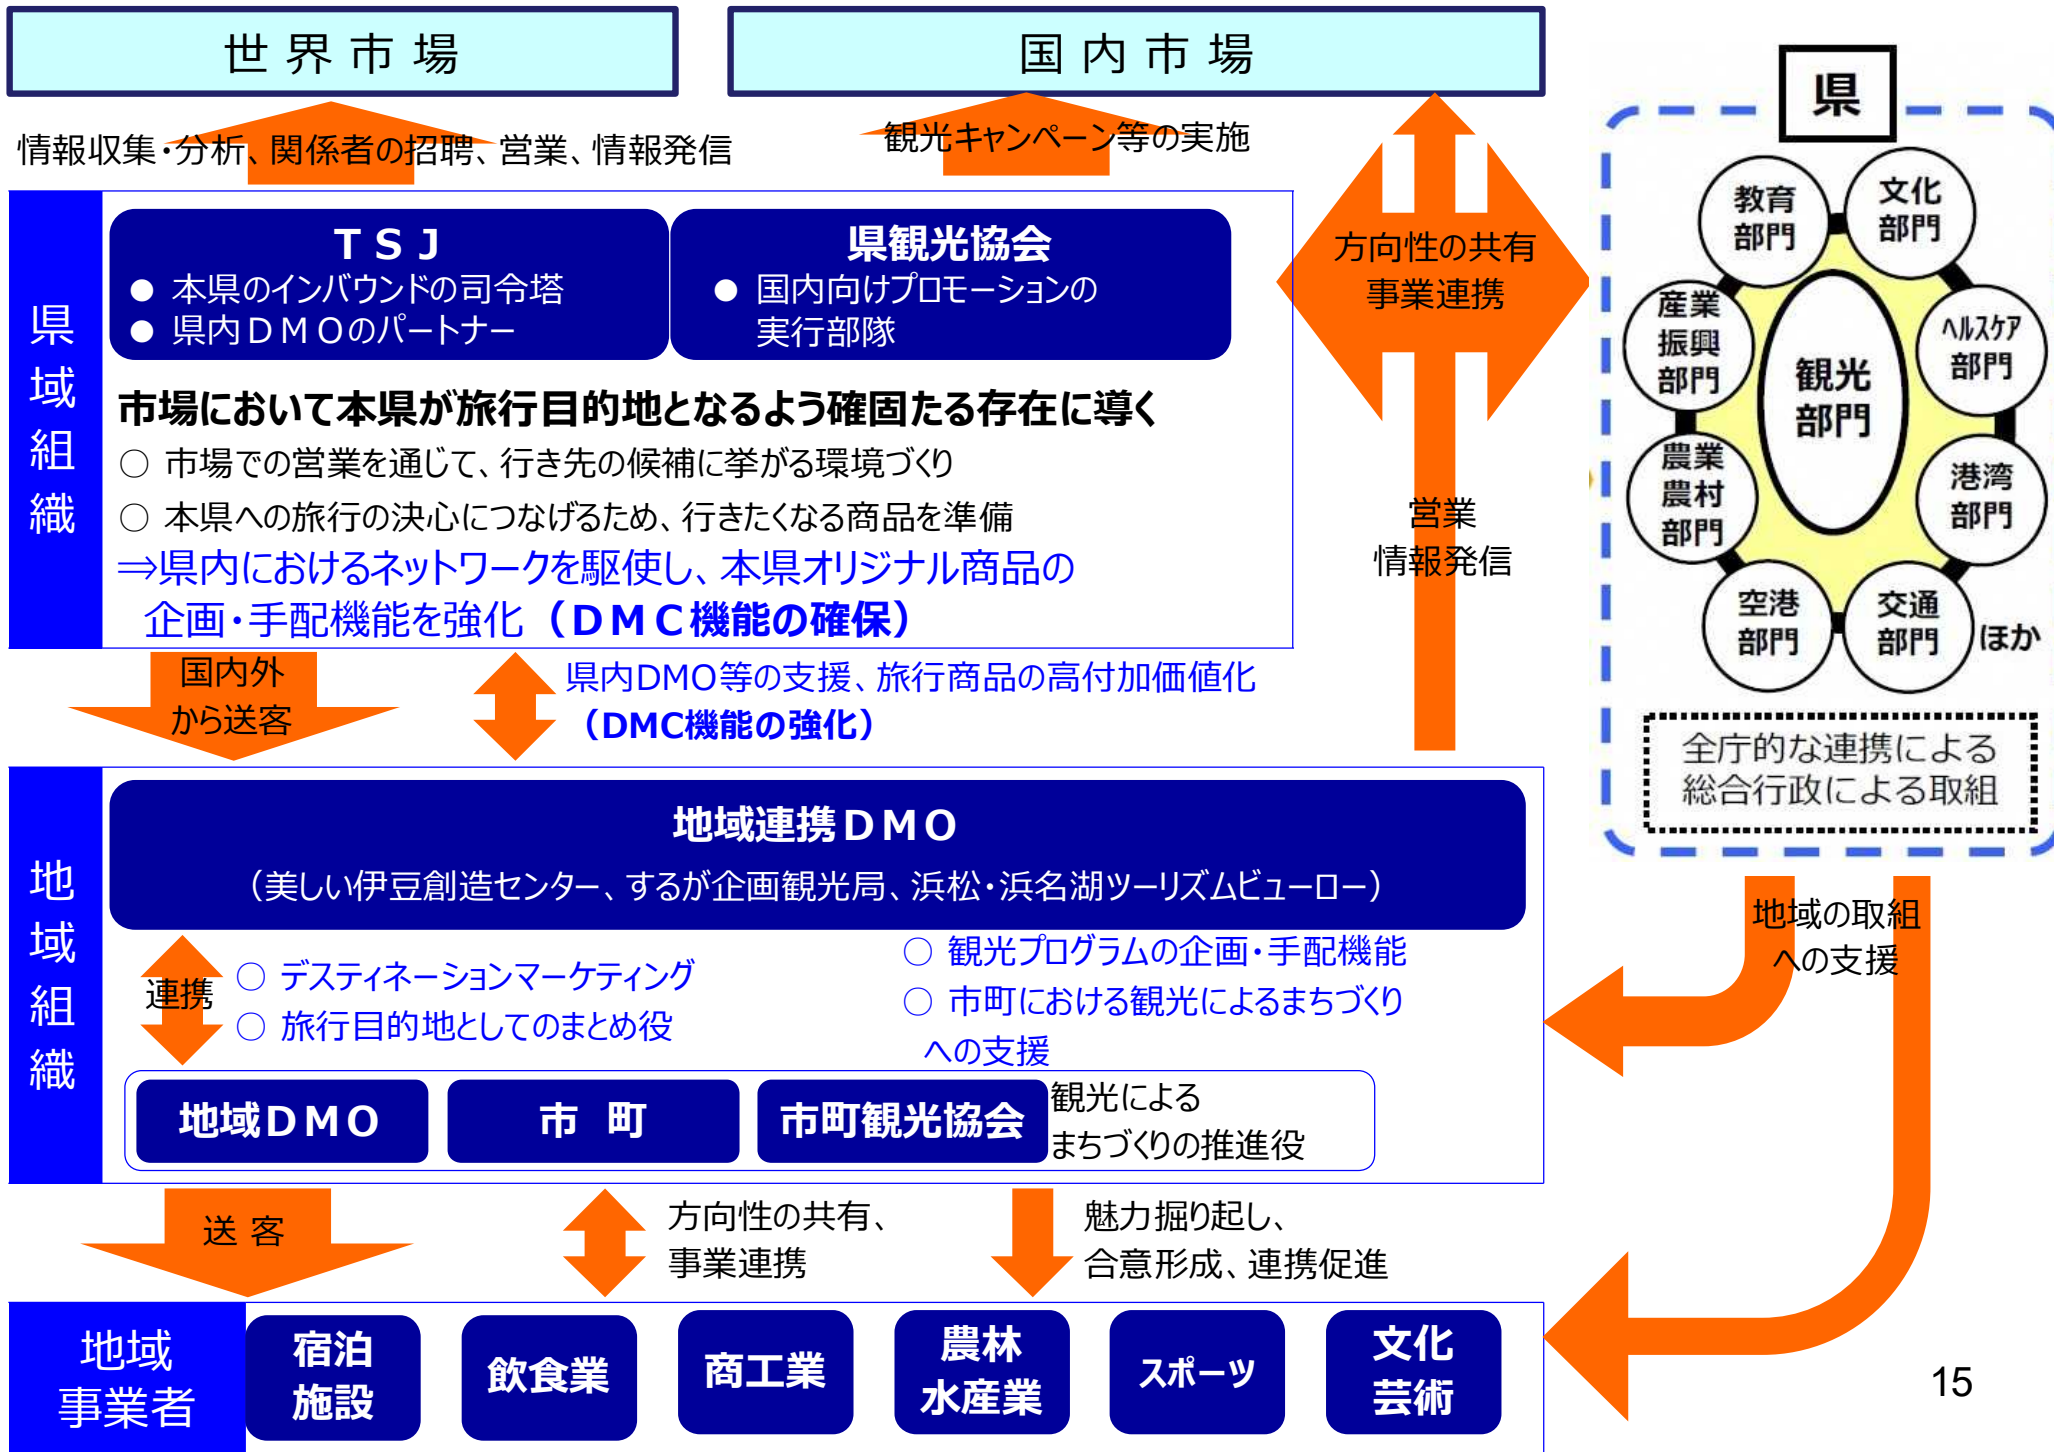 世界市場
国内市場
県
情報収集・分析、関係者の招聘、営業、情報発信
観光キャンペーン等の実施
県域組織
ＴＳＪ
● 本県のインバウンドの司令塔
● 県内ＤＭＯのパートナー
県観光協会
● 国内向けプロモーションの
実行部隊
市場において本県が旅行目的地となるよう確固たる存在に導く
○ 市場での営業を通じて、行き先の候補に挙がる環境づくり
○ 本県への旅行の決心につなげるため、行きたくなる商品を準備
⇒県内におけるネットワークを駆使し、本県オリジナル商品の
企画・手配機能を強化（ＤＭＣ機能の確保）
方向性の共有
事業連携
営業
情報発信
教育
部門
文化
部門
産業
振興
部門
ヘルスケア
部門
観光
部門
農業
農村
部門
港湾
部門
空港
部門
交通
部門
ほか
全庁的な連携による
総合行政による取組
国内外
から送客
県内DMO等の支援、旅行商品の高付加価値化
（DMC機能の強化）
地域組織
地域連携ＤＭＯ
（美しい伊豆創造センター、するが企画観光局、浜松・浜名湖ツーリズムビューロー）
連携
○ デスティネーションマーケティング
○ 旅行目的地としてのまとめ役
○ 観光プログラムの企画・手配機能
○ 市町における観光によるまちづくり
への支援
地域ＤＭＯ
市 町
市町観光協会
観光による
まちづくりの推進役
地域の取組
への支援
送 客
方向性の共有、
事業連携
魅力掘り起し、
合意形成、連携促進
地域
事業者
宿泊
施設
飲食業
商工業
農林
水産業
スポーツ
文化
芸術
15